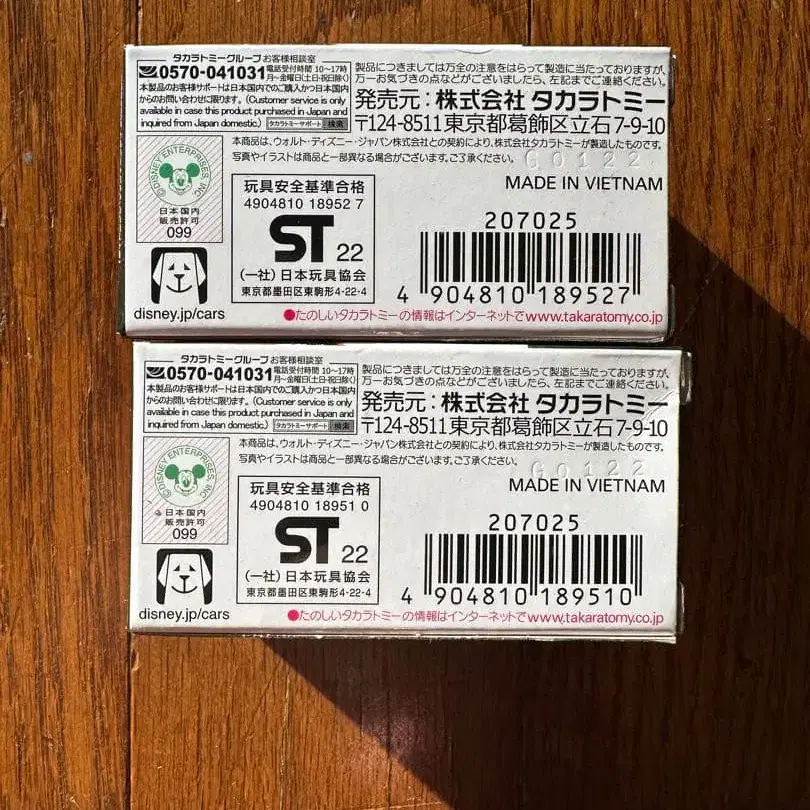 タカラトミーグループ お客様相談室
0570-041031 電話受付時間 10〜17時 月〜金曜日(土・日・祝日除く)
本製品のお客様サポートは日本国内でのご購入かつ日本国内
からのお問い合わせに限ります。(Customer service is only
available in case this product purchased in Japan and
inquired from Japan domestic.) タカラトミーサポート 検索
製品につきましては万全の注意をはらって製造に当たっておりますが、
万一お気づきの点などがございましたら、左記までご連絡ください。
発売元:株式会社 タカラトミー
〒124-8511東京都葛飾区立石7-9-10
本商品は、ウォルト・ディズニー・ジャパン株式会社との契約により、株式会社タカラトミーが製造したものです。
写真やイラストは商品と一部異なる場合がございます。ご了承ください。
G0122
MADE IN VIETNAM
©DISNEY ENTERPRISES, INC.
日本国内
販売許可
099
disney.jp/cars
玩具安全基準合格
4904810 18952 7
ST 22
(一社)日本玩具協会
東京都墨田区東駒形4-22-4
207025
4 904810 189527
●たのしいタカラトミーの情報はインターネットでwww.takaratomy.co.jp
タカラトミーグループ お客様相談室
0570-041031 電話受付時間 10〜17時 月〜金曜日(土・日・祝日除く)
本製品のお客様サポートは日本国内でのご購入かつ日本国内
からのお問い合わせに限ります。(Customer service is only
available in case this product purchased in Japan and
inquired from Japan domestic.) タカラトミーサポート 検索
製品につきましては万全の注意をはらって製造に当たっておりますが、
万一お気づきの点などがございましたら、左記までご連絡ください。
発売元:株式会社 タカラトミー
〒124-8511東京都葛飾区立石7-9-10
本商品は、ウォルト・ディズニー・ジャパン株式会社との契約により、株式会社タカラトミーが製造したものです。
写真やイラストは商品と一部異なる場合がございます。ご了承ください。
G0122
MADE IN VIETNAM
©DISNEY ENTERPRISES, INC.
日本国内
販売許可
099
disney.jp/cars
玩具安全基準合格
4904810 18951 0
ST 22
(一社)日本玩具協会
東京都墨田区東駒形4-22-4
207025
4 904810 189510
●たのしいタカラトミーの情報はインターネットでwww.takaratomy.co.jp